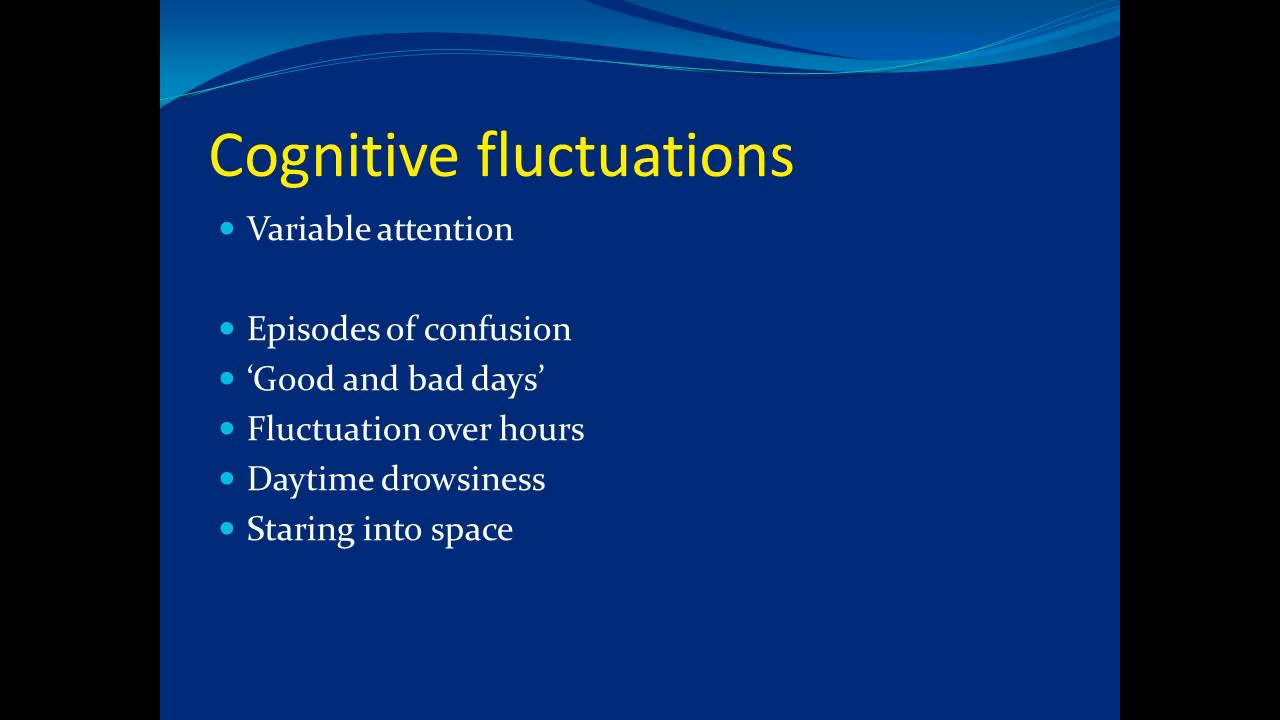 Cognitive fluctuations
• Variable attention
• Episodes of confusion
• ‘Good and bad days’
• Fluctuation over hours
• Daytime drowsiness
• Staring into space